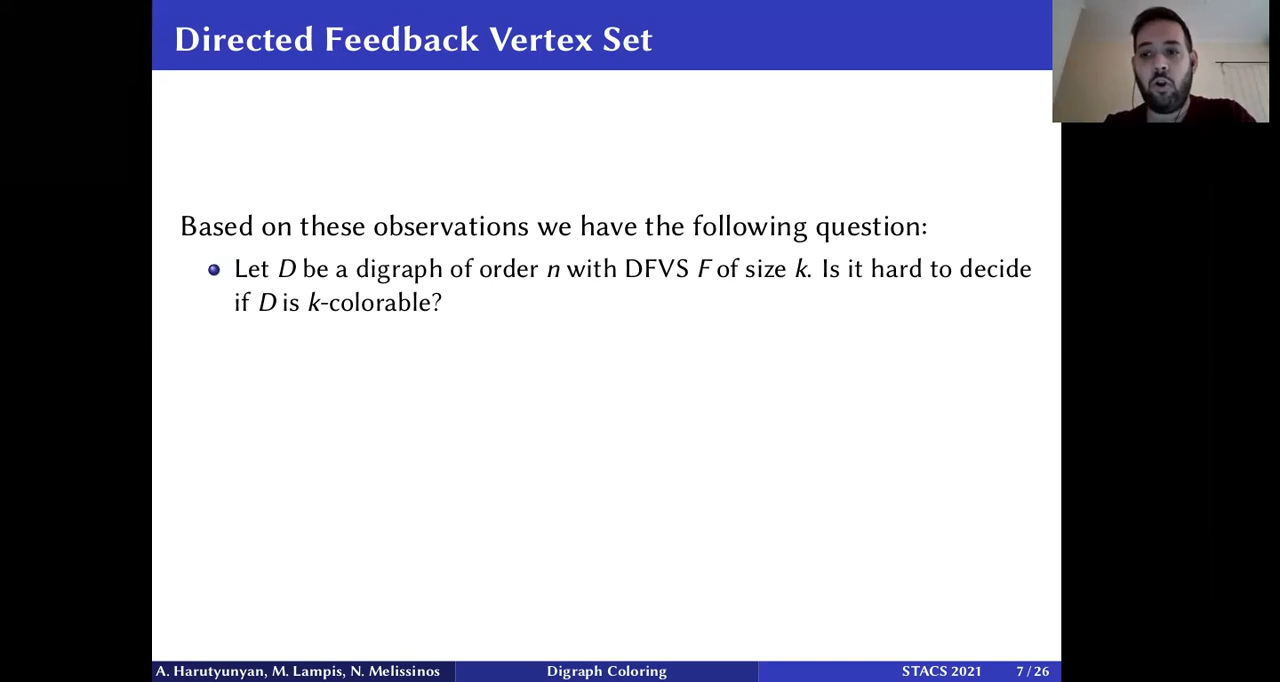 Directed Feedback Vertex Set
Based on these observations we have the following question:
Let D be a digraph of order n with DFVS F of size k. Is it hard to decide
if D is k-colorable?
A. Harutyunyan, M. Lampis, N. Melissinos
Digraph Coloring
STACS 2021
7 / 26